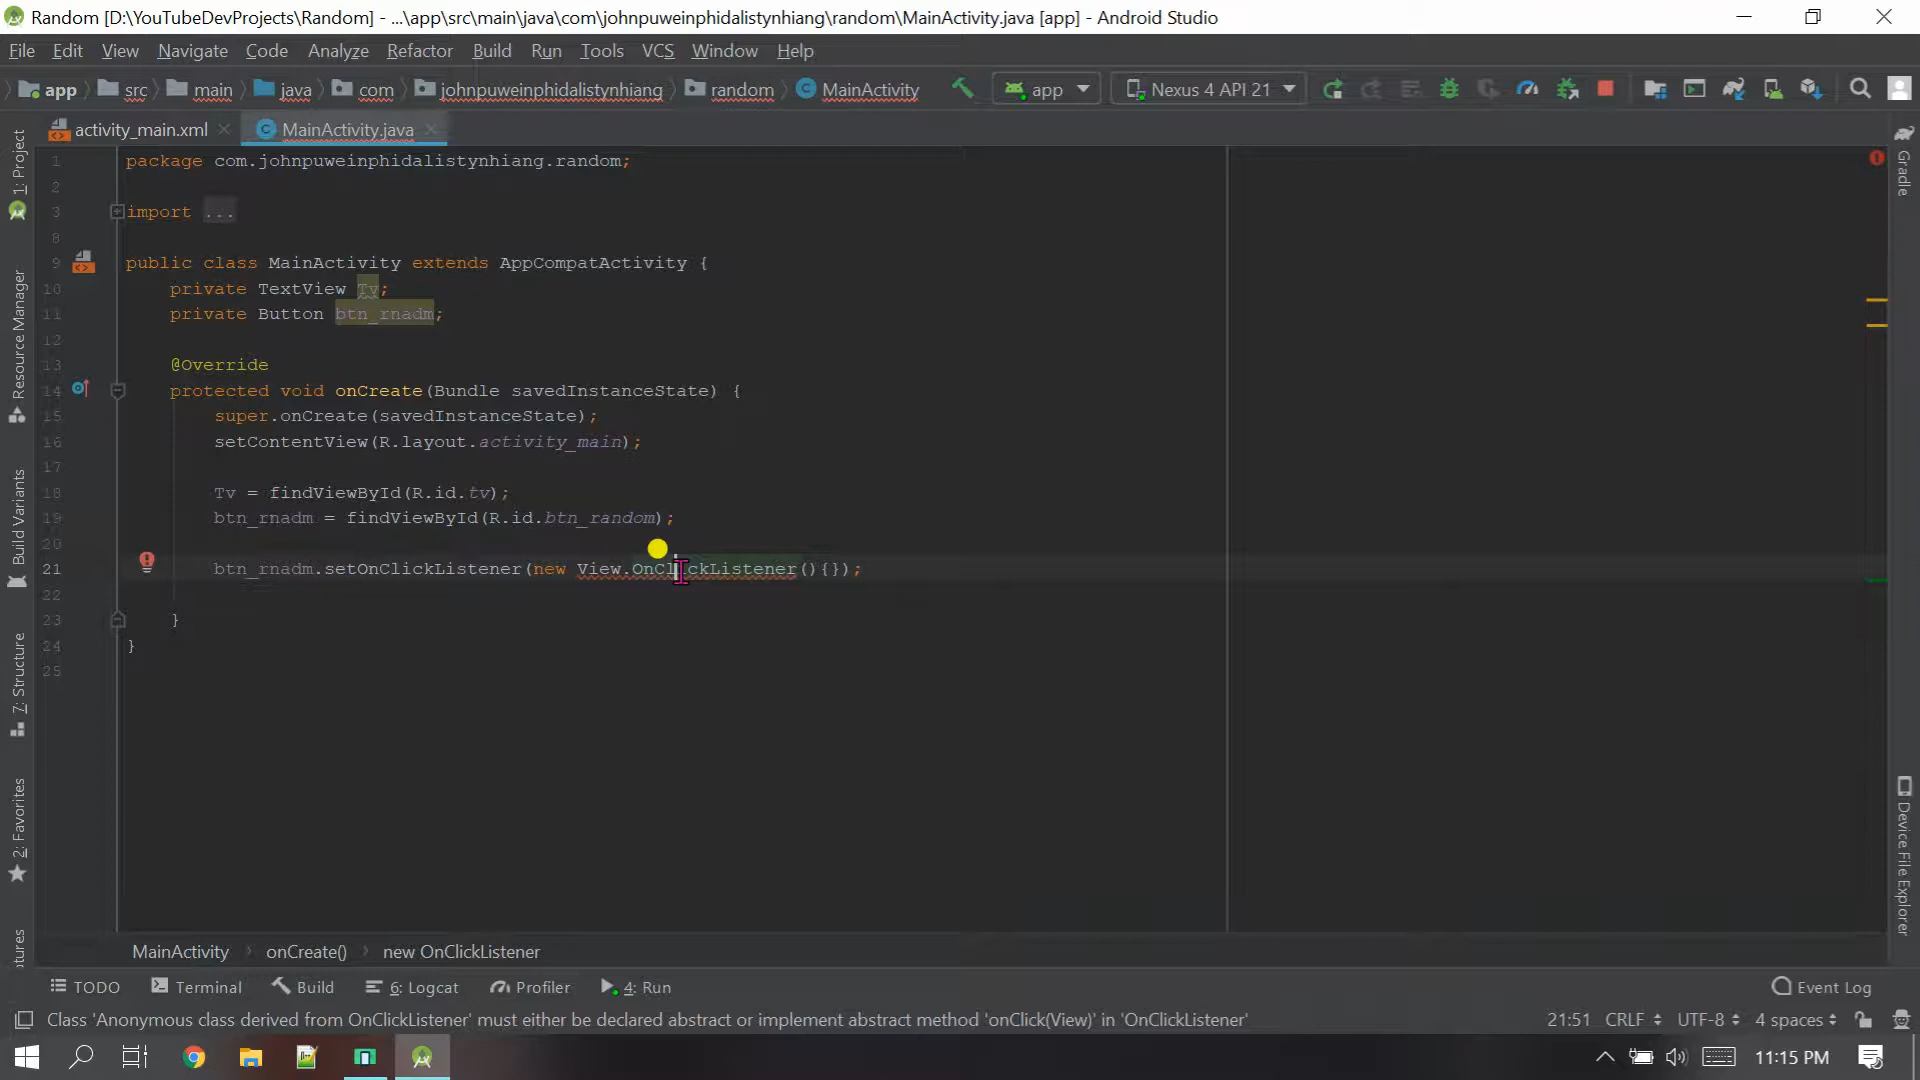 Random [D:\YouTubeDevProjects\Random] - ...\app\src\main\java\com\johnpuweinphidalistynhiang\random\MainActivity.java [app] - Android Studio
File Edit View Navigate Code Analyze Refactor Build Run Tools VCS Window Help
app src main java com johnpuweinphidalistynhiang random MainActivity app Nexus 4 API 21
activity_main.xml MainActivity.java
1 package com.johnpuweinphidalistynhiang.random;
2
3 import ...
8
9 public class MainActivity extends AppCompatActivity {
10 private TextView Tv;
11 private Button btn_rnadm;
12
13 @Override
14 protected void onCreate(Bundle savedInstanceState) {
15 super.onCreate(savedInstanceState);
16 setContentView(R.layout.activity_main);
17
18 Tv = findViewById(R.id.tv);
19 btn_rnadm = findViewById(R.id.btn_random);
20
21 btn_rnadm.setOnClickListener(new View.OnClickListener(){});
22
23 }
24 }
25
1: Project
Resource Manager
Build Variants
7: Structure
2: Favorites
Gradle
Device File Explorer
MainActivity onCreate() new OnClickListener
TODO Terminal Build 6: Logcat Profiler 4: Run Event Log
Class 'Anonymous class derived from OnClickListener' must either be declared abstract or implement abstract method 'onClick(View)' in 'OnClickListener' 21:51 CRLF UTF-8 4 spaces
11:15 PM